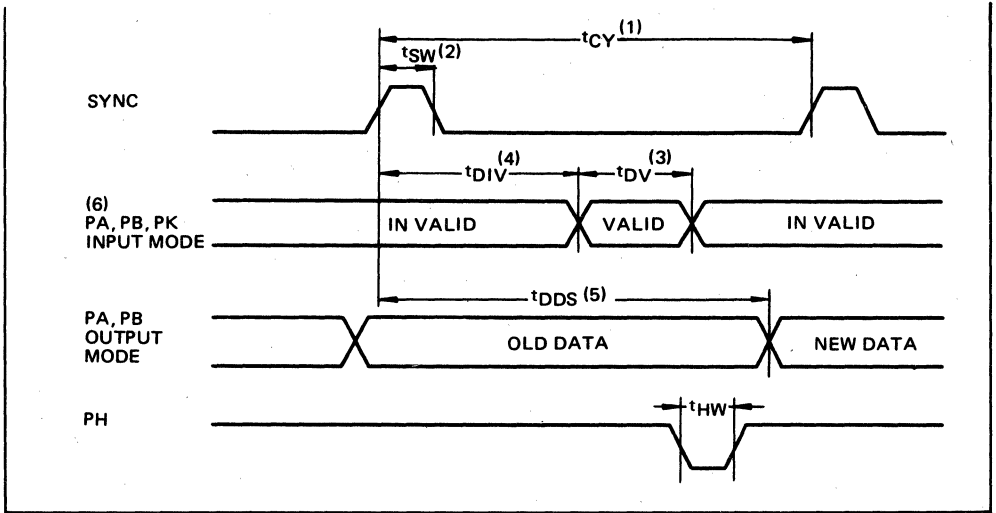 tCY (1)
tSW (2)
SYNC
tDIV (4)
tDV (3)
(6)
PA, PB, PK
INPUT MODE
IN VALID
VALID
IN VALID
tDDS (5)
PA, PB
OUTPUT
MODE
OLD DATA
NEW DATA
tHW
PH